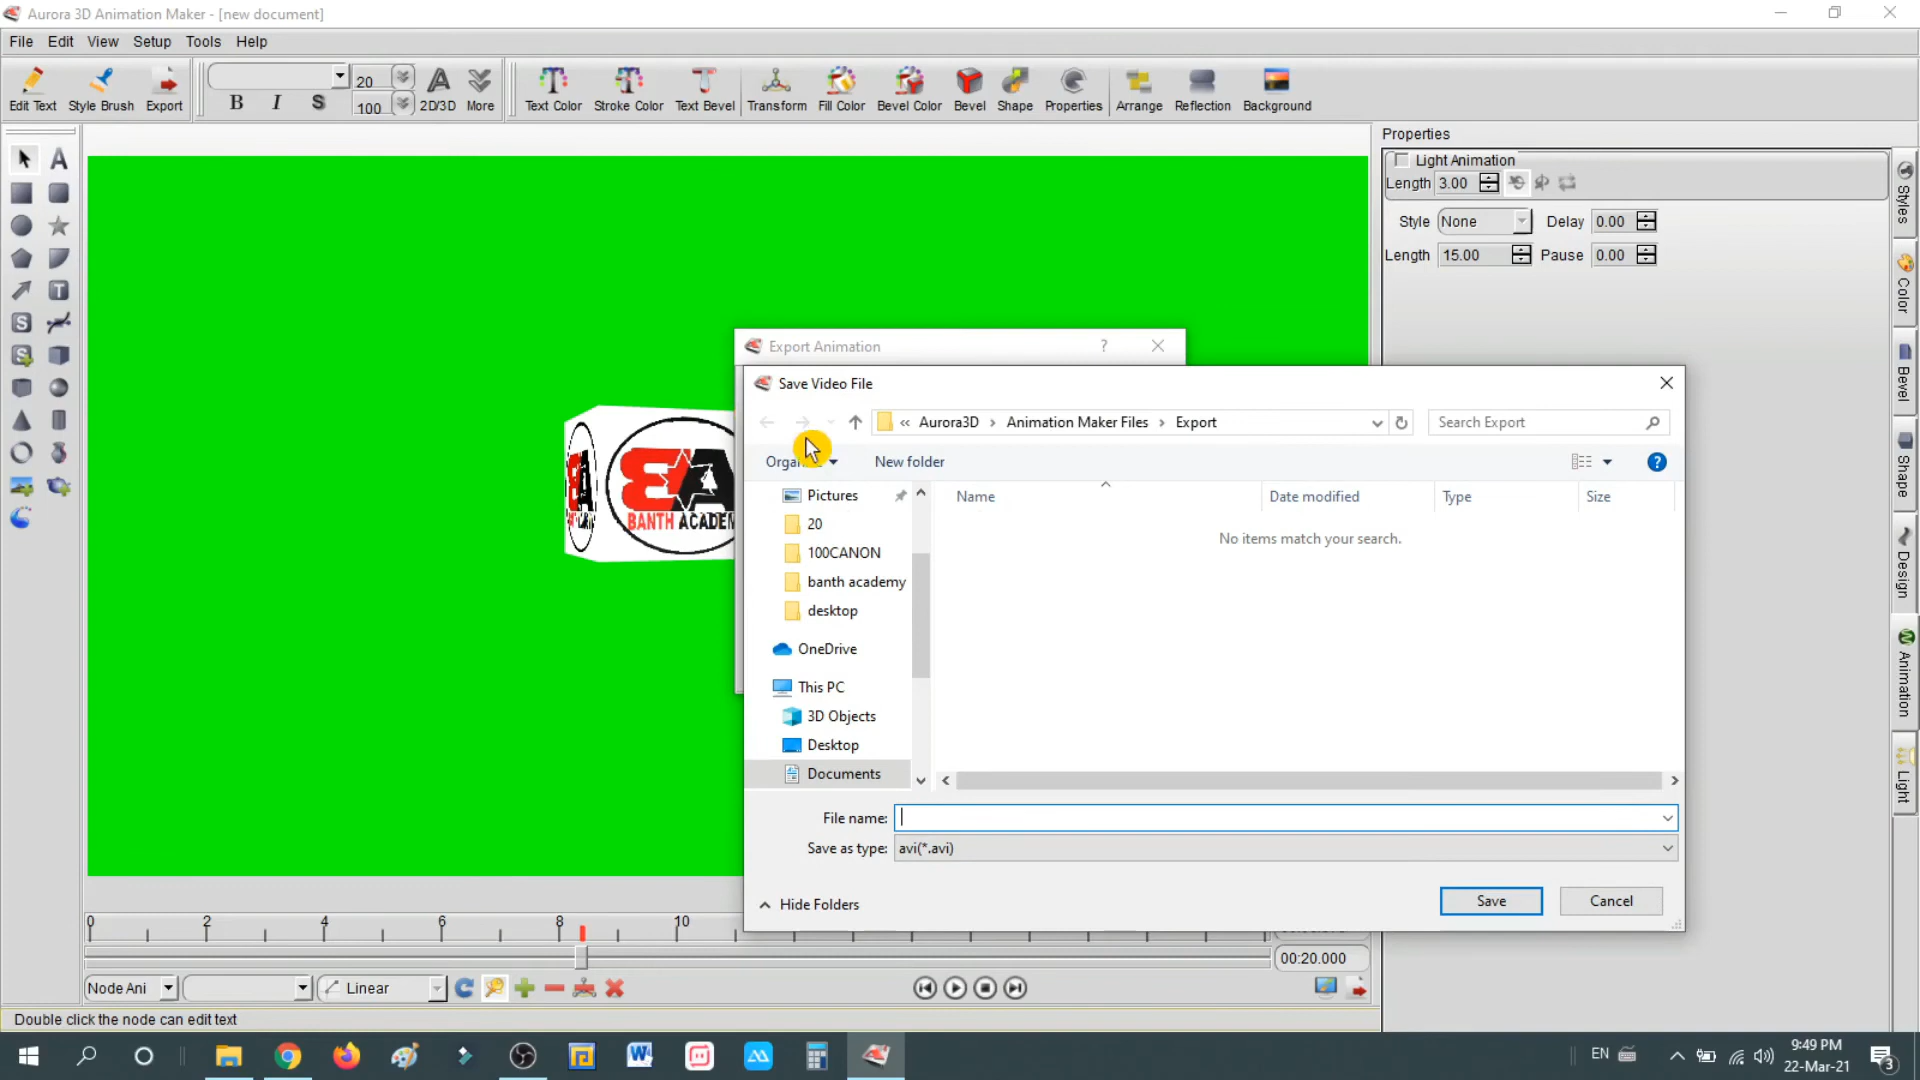 Aurora 3D Animation Maker - [new document]
File Edit View Setup Tools Help
Edit Text Style Brush Export 20 100 B I S 2D/3D More Text Color Stroke Color Text Bevel Transform Fill Color Bevel Color Bevel Shape Properties Arrange Reflection Background
Properties
Light Animation
Length 3.00
Style None Delay 0.00
Length 15.00 Pause 0.00
Styles
Color
Bevel
Shape
Design
Animation
Light
BANTH ACADEM
Export Animation ?
Save Video File
« Aurora3D > Animation Maker Files > Export Search Export
New folder
Name Date modified Type Size
No items match your search.
Pictures
20
100CANON
banth academy
desktop
OneDrive
This PC
3D Objects
Desktop
Documents
File name:
Save as type: avi(*.avi)
Hide Folders Save Cancel
0 2 4 6 8 10
00:20.000
Node Ani Linear
Double click the node can edit text
EN
9:49 PM
22-Mar-21
3